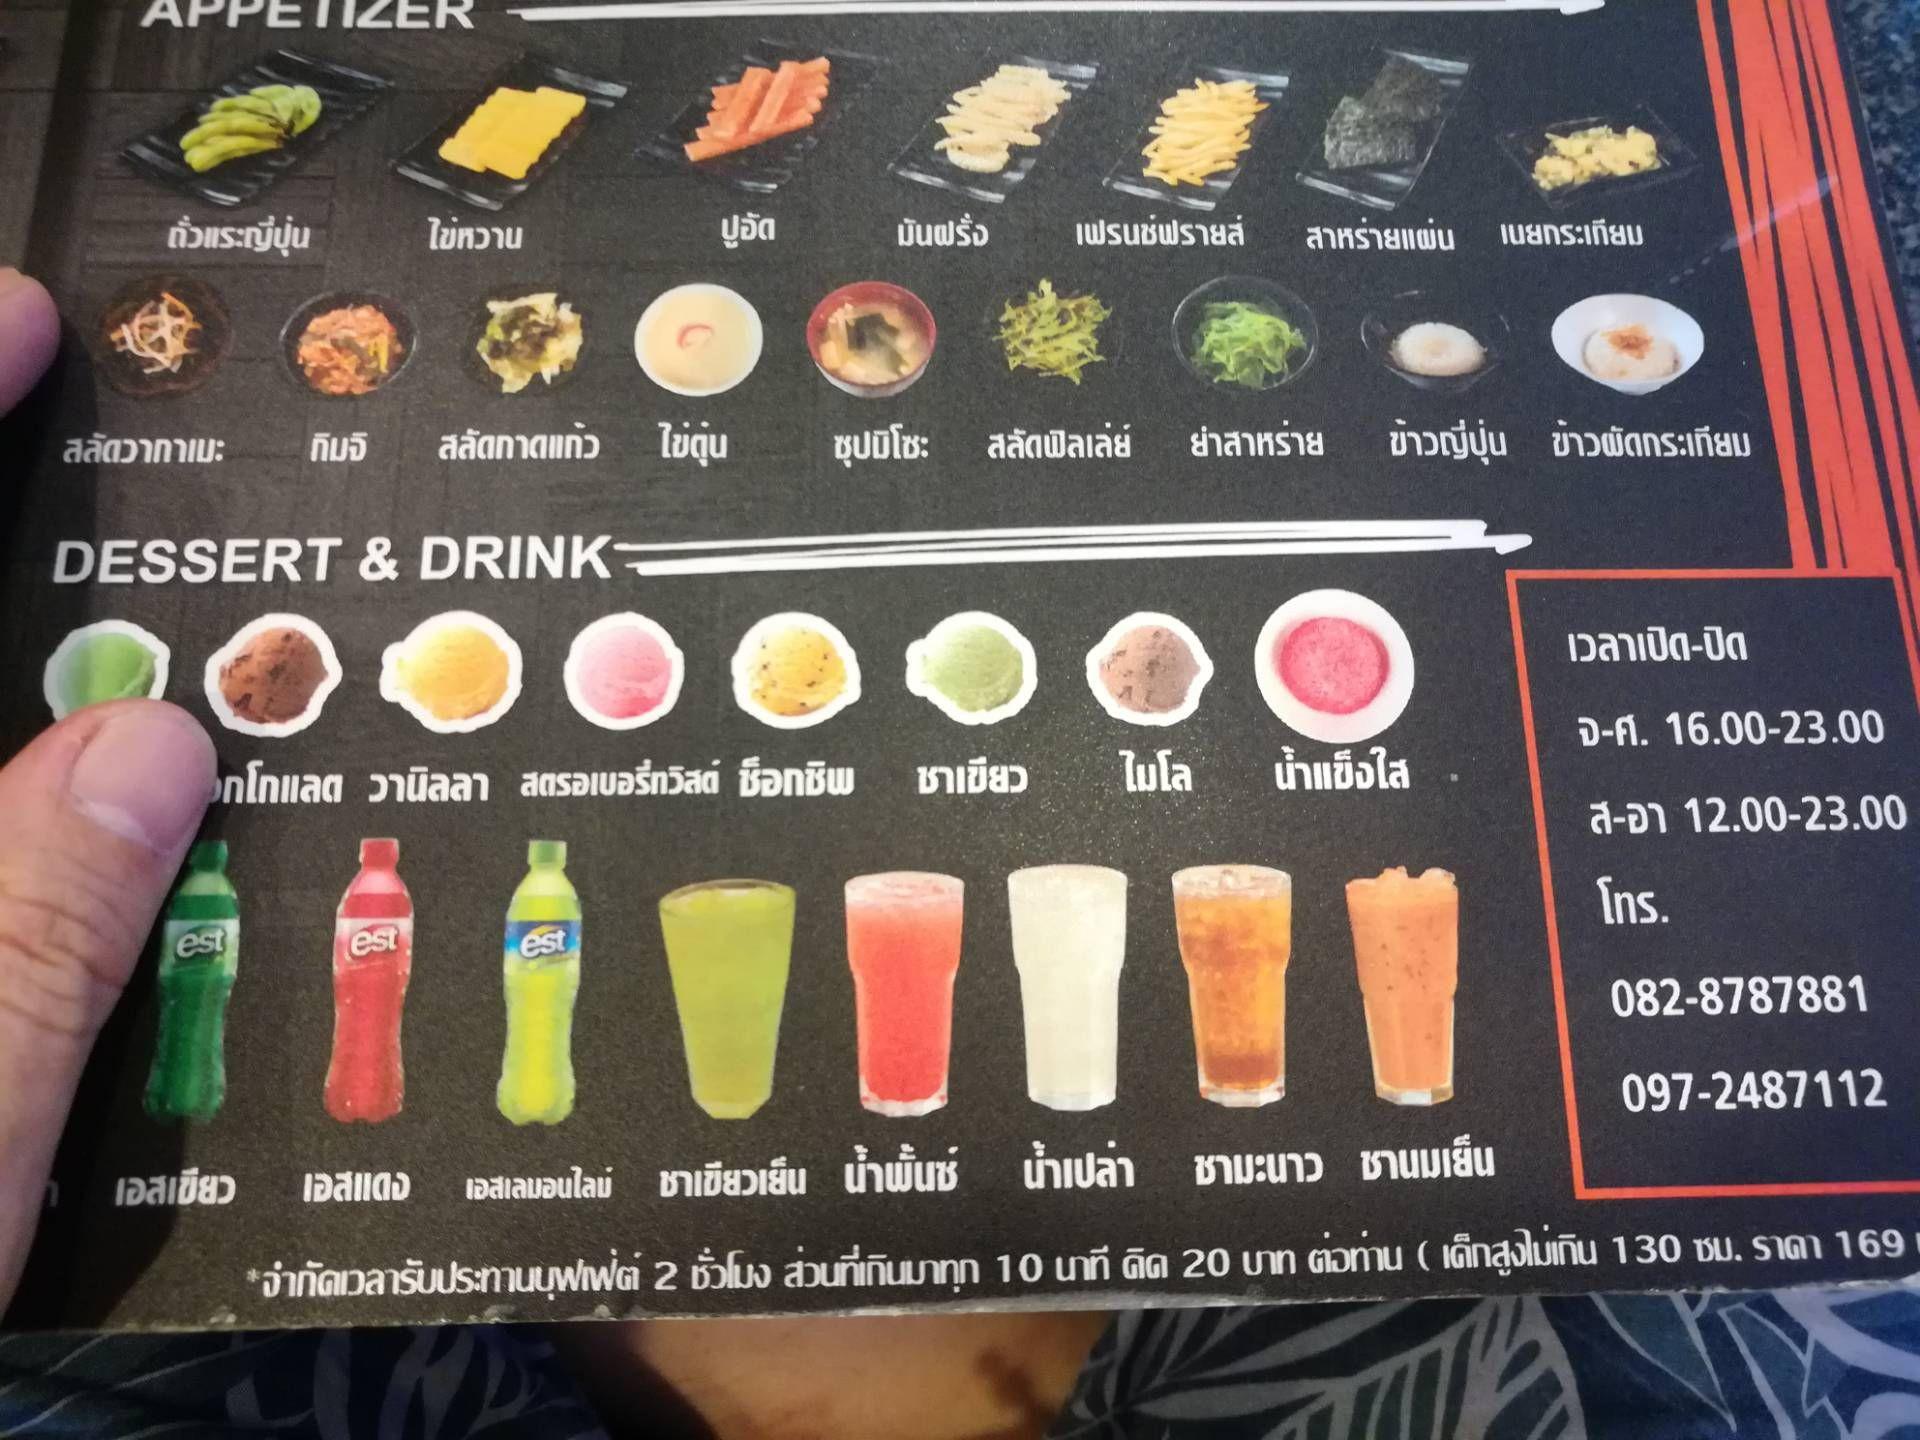 APPETIZER
ถั่วแระญี่ปุ่น ไข่หวาน ปูอัด มันฝรั่ง เฟรนช์ฟรายส์ สาหร่ายแผ่น เนยกระเทียม
สลัดวากาเมะ กิมจิ สลัดกาดแก้ว ไข่ตุ๋น ซุปมิโซะ สลัดฟิลเล่ย์ ยำสาหร่าย ข้าวญี่ปุ่น ข้าวผัดกระเทียม
DESSERT & DRINK
วานิลลา สตรอเบอรี่ทวิสต์ ช็อกชิพ ชาเขียว ไมโล น้ำแข็งใส
est est est
เอสเขียว เอสแดง เอสเลมอนไลม์ ชาเขียวเย็น น้ำพั้นซ์ น้ำเปล่า ชามะนาว ชานมเย็น
เวลาเปิด-ปิด
จ-ศ. 16.00-23.00
ส-อา 12.00-23.00
โทร.
082-8787881
097-2487112
*จำกัดเวลารับประทานบุฟเฟ่ต์ 2 ชั่วโมง ส่วนที่เกินมาทุก 10 นาที คิด 20 บาท ต่อท่าน ( เด็กสูงไม่เกิน 130 ซม. ราคา 169